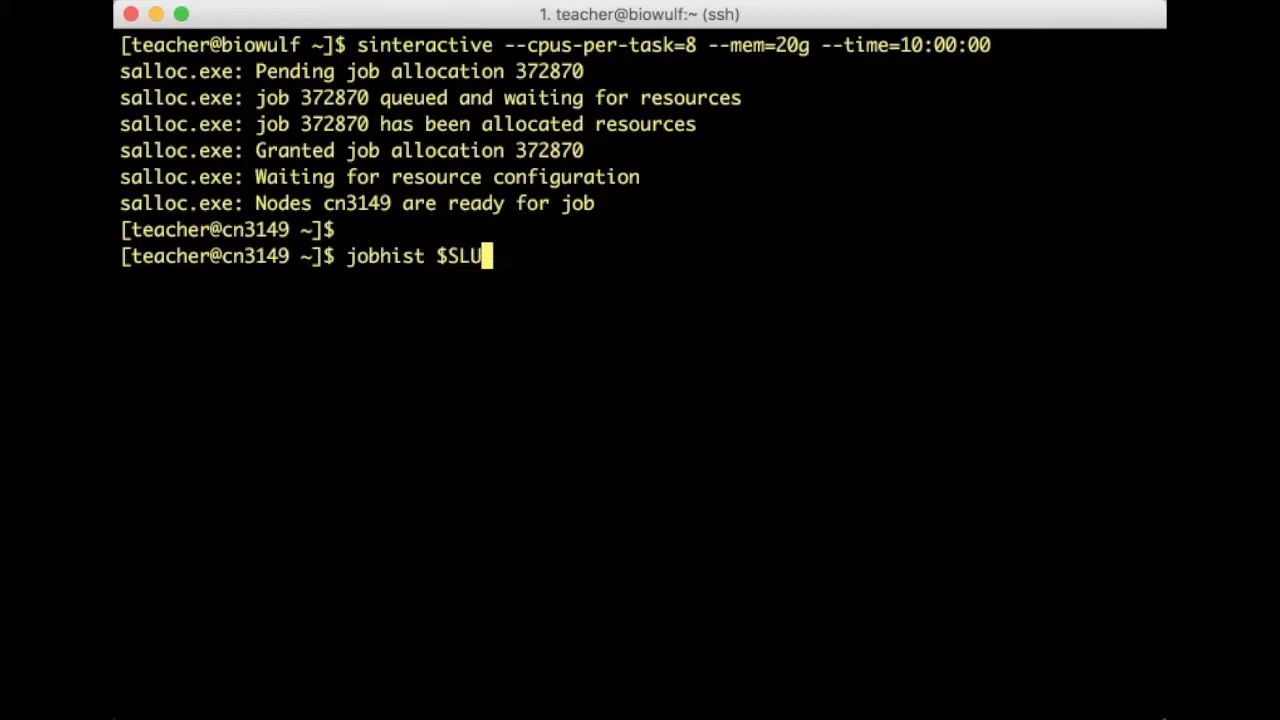 1. teacher@biowulf:~ (ssh)
[teacher@biowulf ~]$ sinteractive --cpus-per-task=8 --mem=20g --time=10:00:00
salloc.exe: Pending job allocation 372870
salloc.exe: job 372870 queued and waiting for resources
salloc.exe: job 372870 has been allocated resources
salloc.exe: Granted job allocation 372870
salloc.exe: Waiting for resource configuration
salloc.exe: Nodes cn3149 are ready for job
[teacher@cn3149 ~]$
[teacher@cn3149 ~]$ jobhist $SLU